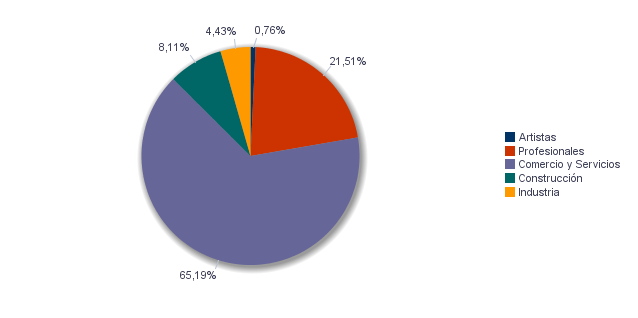 4,43%
0,76%
8,11%
21,51%
65,19%
Artistas
Profesionales
Comercio y Servicios
Construcción
Industria